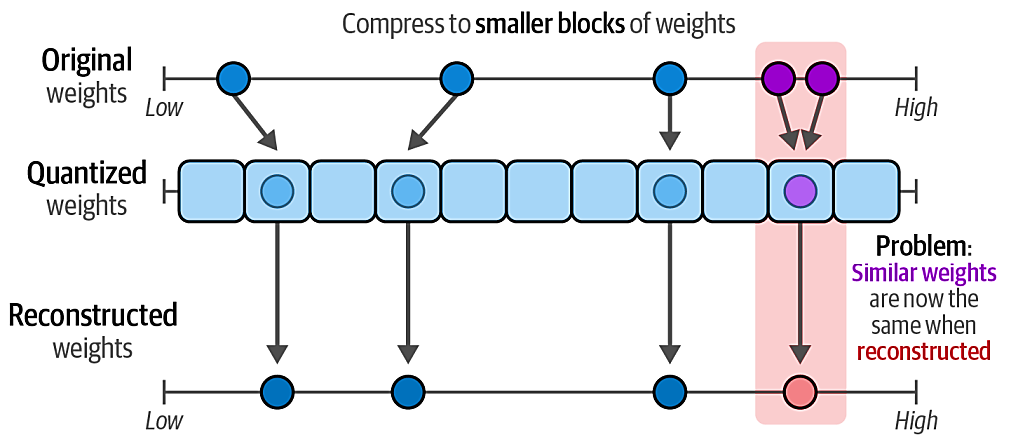 Compress to smaller blocks of weights
Original
weights
Low
High
Quantized
weights
Problem:
Similar weights
are now the
same when
reconstructed
Reconstructed
weights
Low
High